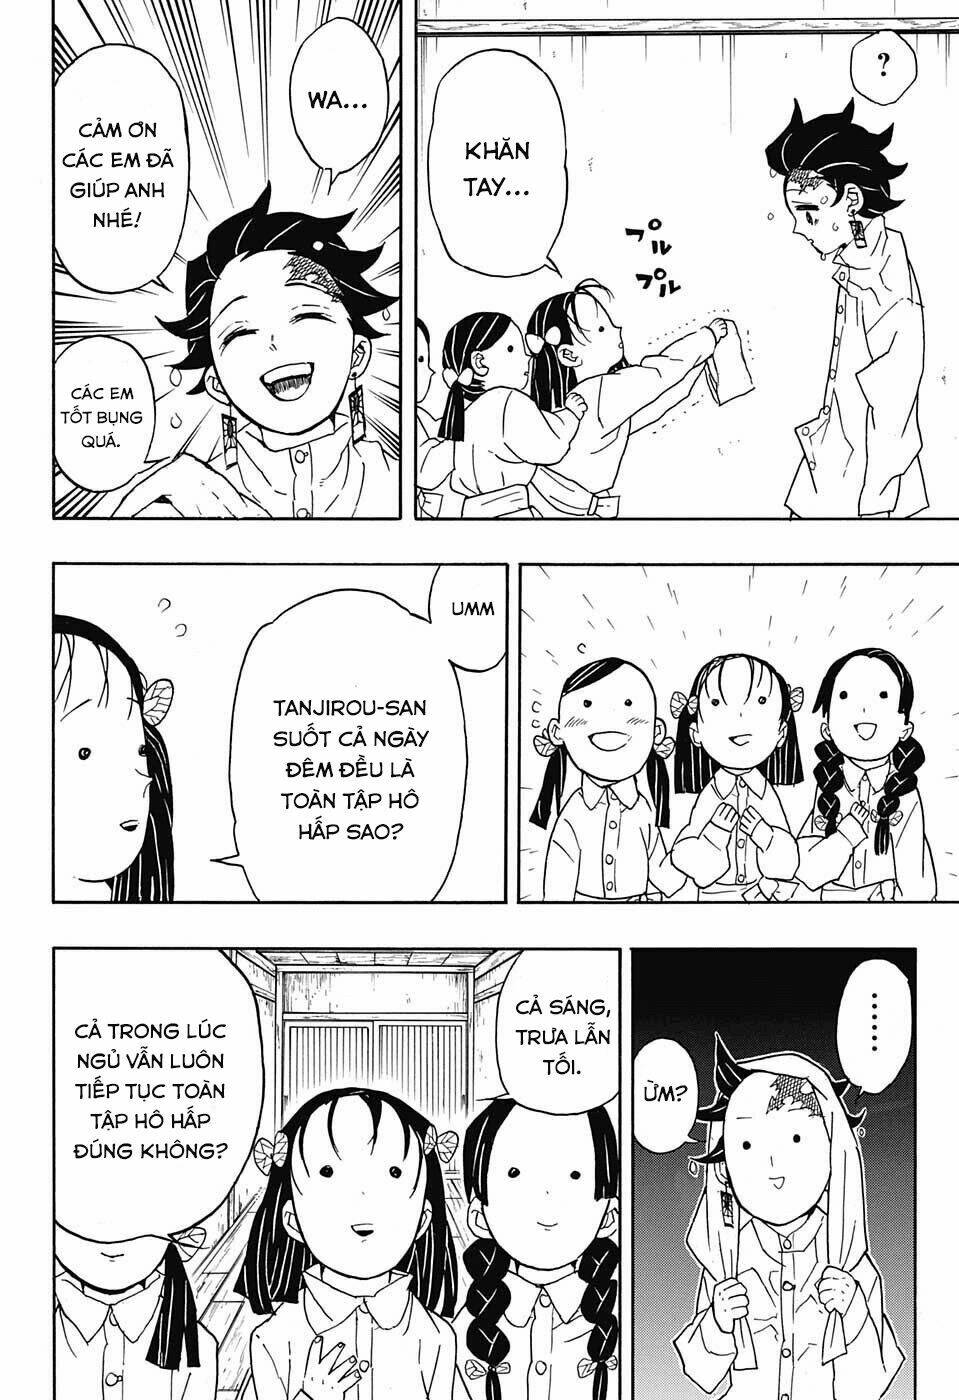 ?
KHĂN
TAY...
プルプル
WA...
CẢM ƠN
CÁC EM ĐÃ
GIÚP ANH
NHÉ!
CÁC EM
TỐT BỤNG
QUÁ.
UMM
TANJIROU-SAN
SUỐT CẢ NGÀY
ĐÊM ĐỀU LÀ
TOÀN TẬP HÔ
HẤP SAO?
........
ỪM?
CẢ SÁNG,
TRƯA LẪN
TỐI.
CẢ TRONG LÚC
NGỦ VẪN LUÔN
TIẾP TỤC TOÀN
TẬP HÔ HẤP
ĐÚNG KHÔNG?